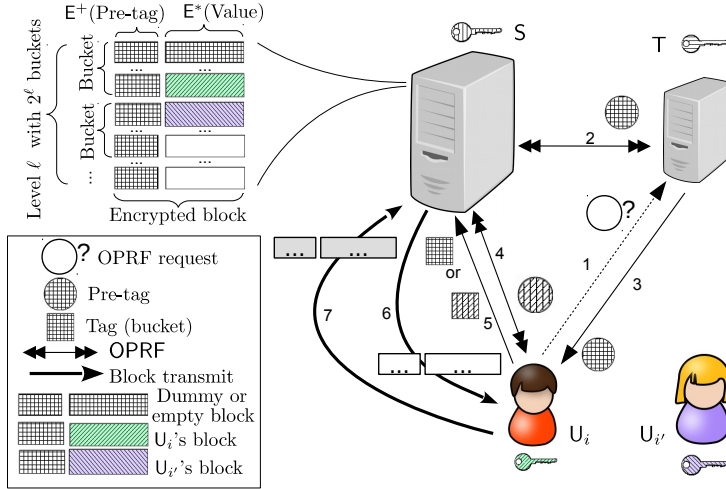 E⁺(Pre-tag) E*(Value)
S
T
Level ℓ with 2^ℓ buckets
...
Bucket
Bucket
... ...
... ...
... ...
Encrypted block
2
?
1
3
4
5
or
6
7
... ...
... ...
? OPRF request
Pre-tag
Tag (bucket)
OPRF
Block transmit
Dummy or
empty block
Uᵢ's block
Uᵢ′'s block
Uᵢ
Uᵢ′